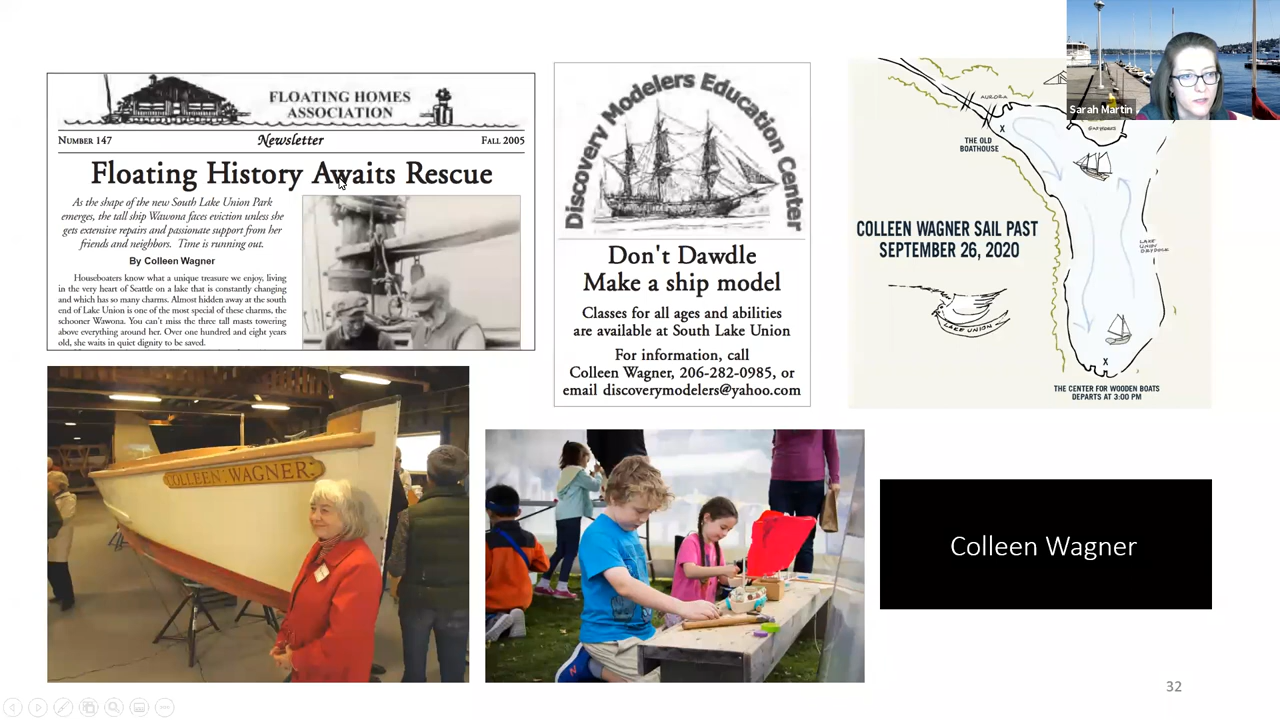 FLOATING HOMES
ASSOCIATION
NUMBER 147
Newsletter
FALL 2005
Floating History Awaits Rescue
As the shape of the new South Lake Union Park
emerges, the tall ship Wawona faces eviction unless she
gets extensive repairs and passionate support from her
friends and neighbors. Time is running out.
By Colleen Wagner
Houseboaters know what a unique treasure we enjoy, living
in the very heart of Seattle on a lake that is constantly changing
and which has so many charms. Almost hidden away at the south
end of Lake Union is one of the most special of these charms, the
schooner Wawona. You can't miss the three tall masts towering
above everything around her. Over one hundred and eight years
old, she waits in quiet dignity to be saved.
Discovery Modelers Education Center
Don't Dawdle
Make a ship model
Classes for all ages and abilities
are available at South Lake Union
For information, call
Colleen Wagner, 206-282-0985, or
email discoverymodelers@yahoo.com
Sarah Martin
AURORA
X
THE OLD
BOATHOUSE
COLLEEN WAGNER SAIL PAST
SEPTEMBER 26, 2020
LAKE
UNION
DRYDOCK
LAKE UNION
X
THE CENTER FOR WOODEN BOATS
DEPARTS AT 3:00 PM
COLLEEN WAGNER
Colleen Wagner
32